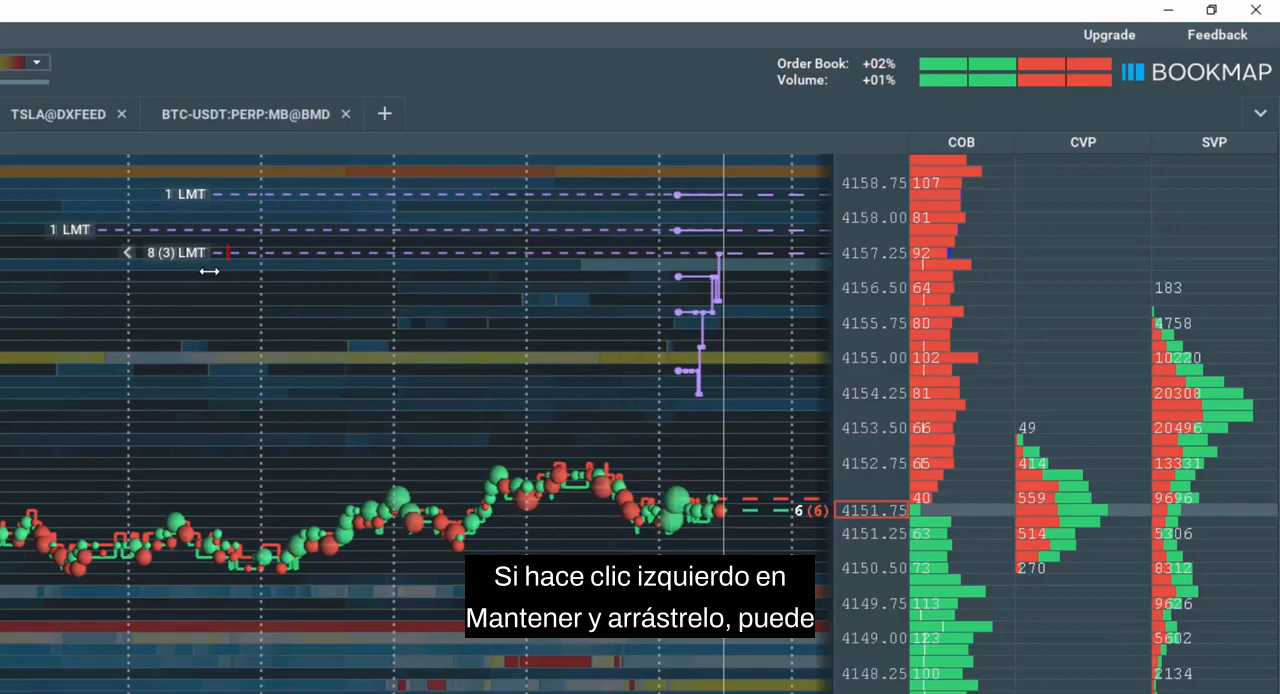 Upgrade Feedback
Order Book: +02%
Volume: +01%
BOOKMAP
TSLA@DXFEED
BTC-USDT:PERP:MB@BMD
COB CVP SVP
1 LMT
1 LMT
8 (3) LMT
4158.75 107
4158.00 81
4157.25 92
4156.50 64 183
4155.75 80 4758
4155.00 102 10220
4154.25 81 20308
4153.50 66 49 20496
4152.75 65 414 13331
40 559 9696
6 (6) 4151.75
4151.25 63 514 5306
4150.50 73 270 8312
4149.75 113 9626
4149.00 123 5602
4148.25 100 2134
Si hace clic izquierdo en
Mantener y arrástrelo, puede